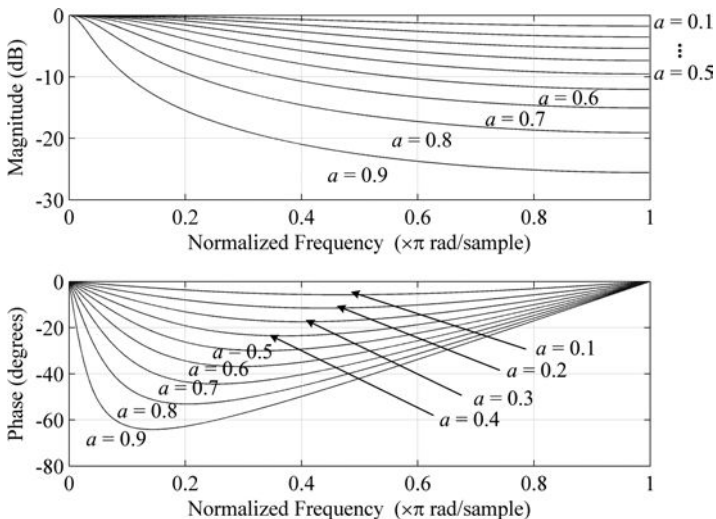 Magnitude (dB)
0
-10
-20
-30
a = 0.1
...
a = 0.5
a = 0.6
a = 0.7
a = 0.8
a = 0.9
0
0.2
0.4
0.6
0.8
1
Normalized Frequency (×π rad/sample)
Phase (degrees)
0
-20
-40
-60
-80
a = 0.1
a = 0.2
a = 0.3
a = 0.4
a = 0.5
a = 0.6
a = 0.7
a = 0.8
a = 0.9
0
0.2
0.4
0.6
0.8
1
Normalized Frequency (×π rad/sample)